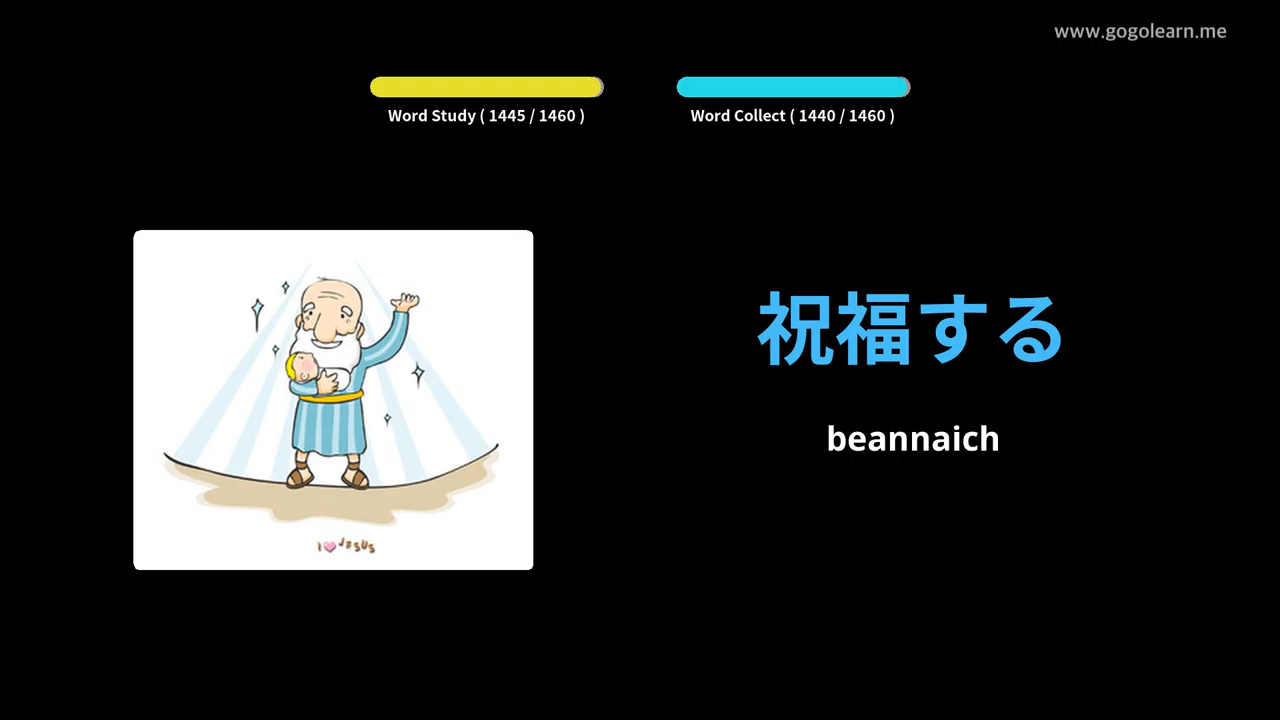 www.gogolearn.me
Word Study ( 1445 / 1460 )
Word Collect ( 1440 / 1460 )
祝福する
beannaich
I JESUS